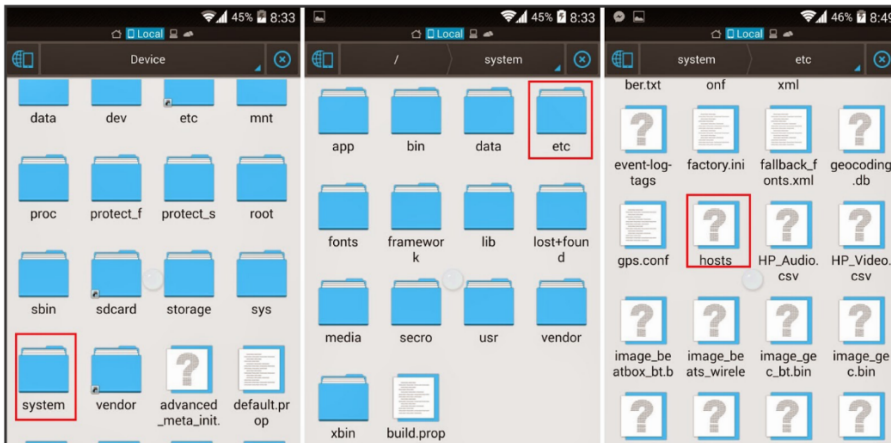 45% 8:33
Local
Device
data dev etc mnt
proc protect_f protect_s root
sbin sdcard storage sys
system vendor advanced default.pr
_meta_init. op
45% 8:33
Local
/ system
app bin data etc
fonts framewor lib lost+foun
k d
media secro usr vendor
xbin build.prop
46% 8:49
Local
system etc
ber.txt onf xml
event-log- factory.ini fallback_f geocoding
tags onts.xml .db
gps.conf hosts HP_Audio. HP_Video.
csv csv
image_be image_be image_ge image_ge
atbox_bt.b ats_wirele c_bt.bin c.bin